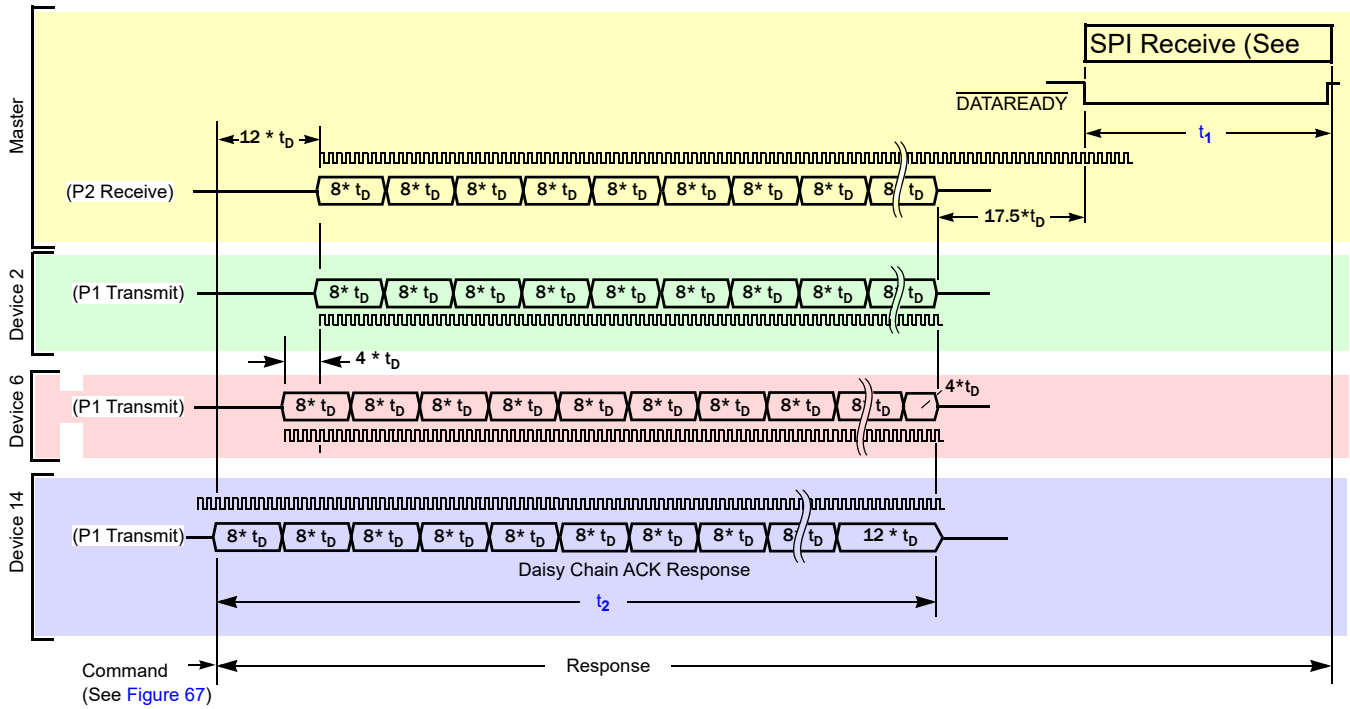 Master
SPI Receive (See
DATAREADY
t1
12 * tD
(P2 Receive)
8* tD 8* tD 8* tD 8* tD 8* tD 8* tD 8* tD 8* tD 8* tD
17.5*tD
Device 2
(P1 Transmit)
8* tD 8* tD 8* tD 8* tD 8* tD 8* tD 8* tD 8* tD 8* tD
4 * tD
Device 6
(P1 Transmit)
8* tD 8* tD 8* tD 8* tD 8* tD 8* tD 8* tD 8* tD 8* tD
4*tD
Device 14
(P1 Transmit)
8* tD 8* tD 8* tD 8* tD 8* tD 8* tD 8* tD 8* tD 8* tD 12 * tD
Daisy Chain ACK Response
t2
Command
(See Figure 67)
Response